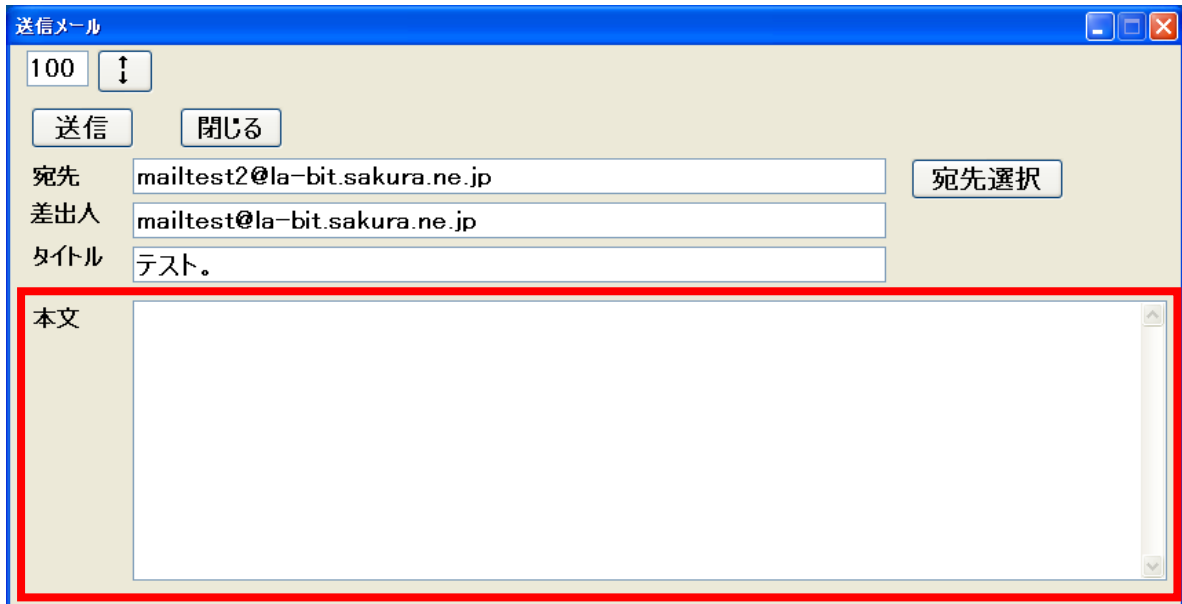 送信メール
100
送信 閉じる
宛先 mailtest2@la-bit.sakura.ne.jp 宛先選択
差出人 mailtest@la-bit.sakura.ne.jp
タイトル テスト。
本文